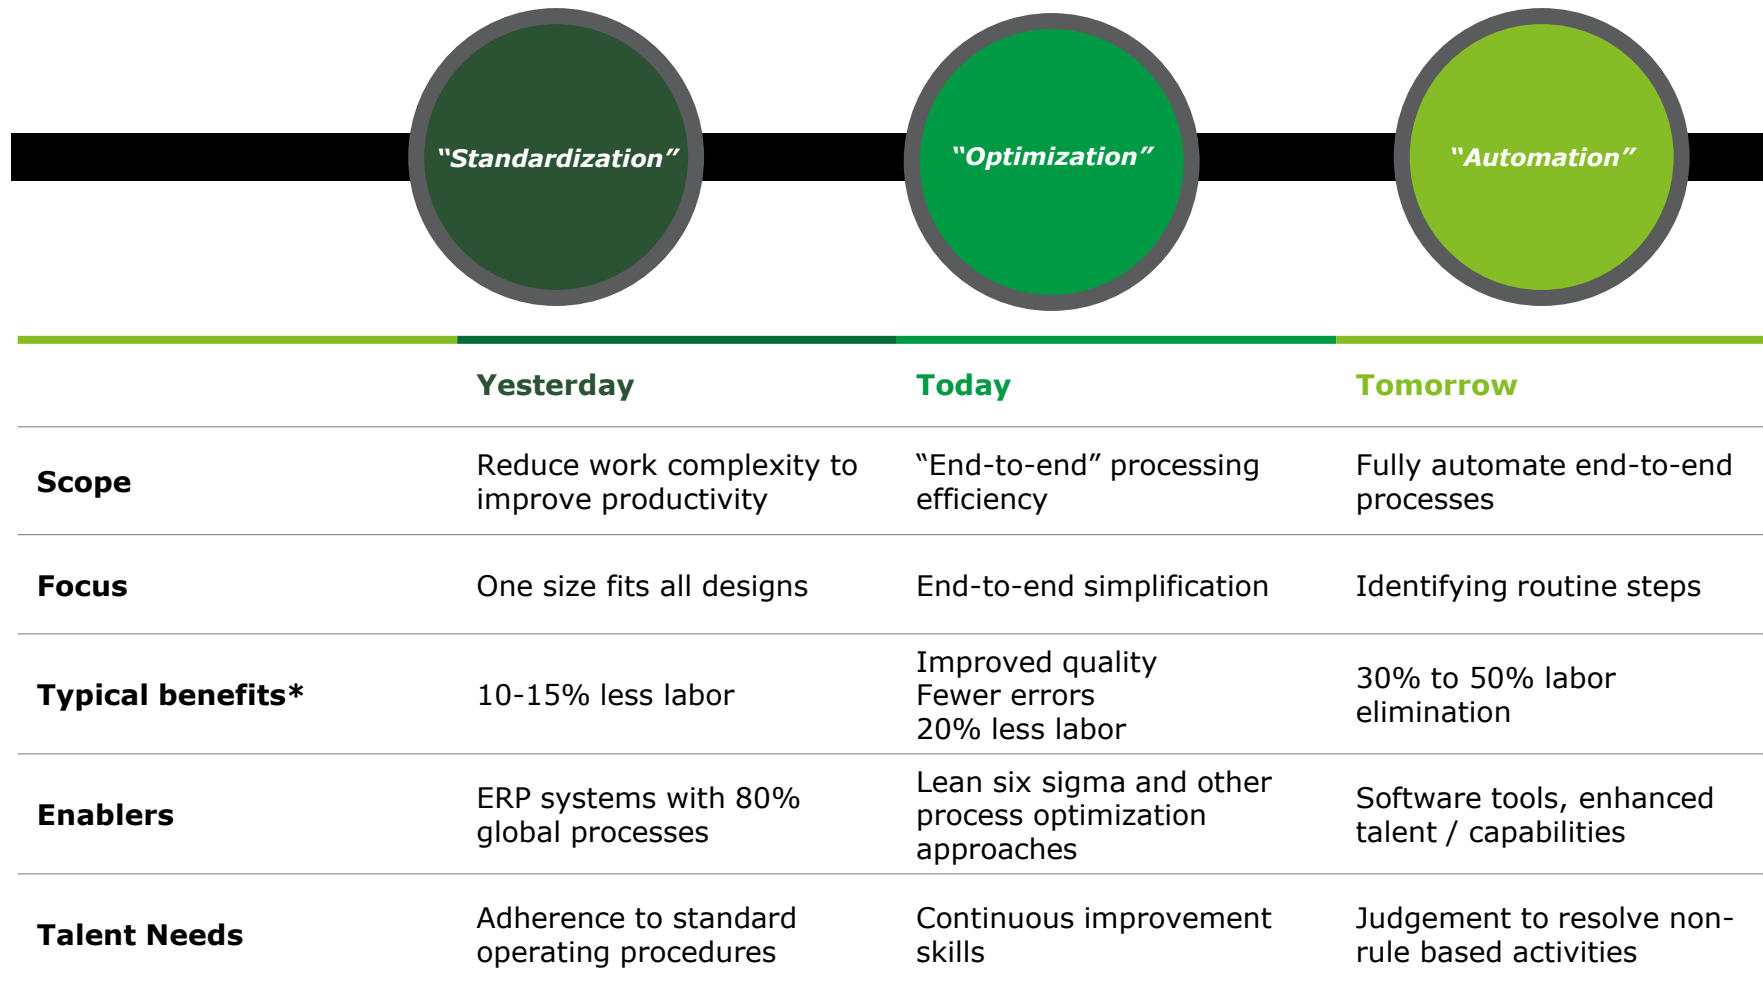 “Standardization”
“Optimization”
“Automation”
Yesterday
Today
Tomorrow
Scope
Reduce work complexity to
improve productivity
“End-to-end” processing
efficiency
Fully automate end-to-end
processes
Focus
One size fits all designs
End-to-end simplification
Identifying routine steps
Typical benefits*
10-15% less labor
Improved quality
Fewer errors
20% less labor
30% to 50% labor
elimination
Enablers
ERP systems with 80%
global processes
Lean six sigma and other
process optimization
approaches
Software tools, enhanced
talent / capabilities
Talent Needs
Adherence to standard
operating procedures
Continuous improvement
skills
Judgement to resolve non-
rule based activities